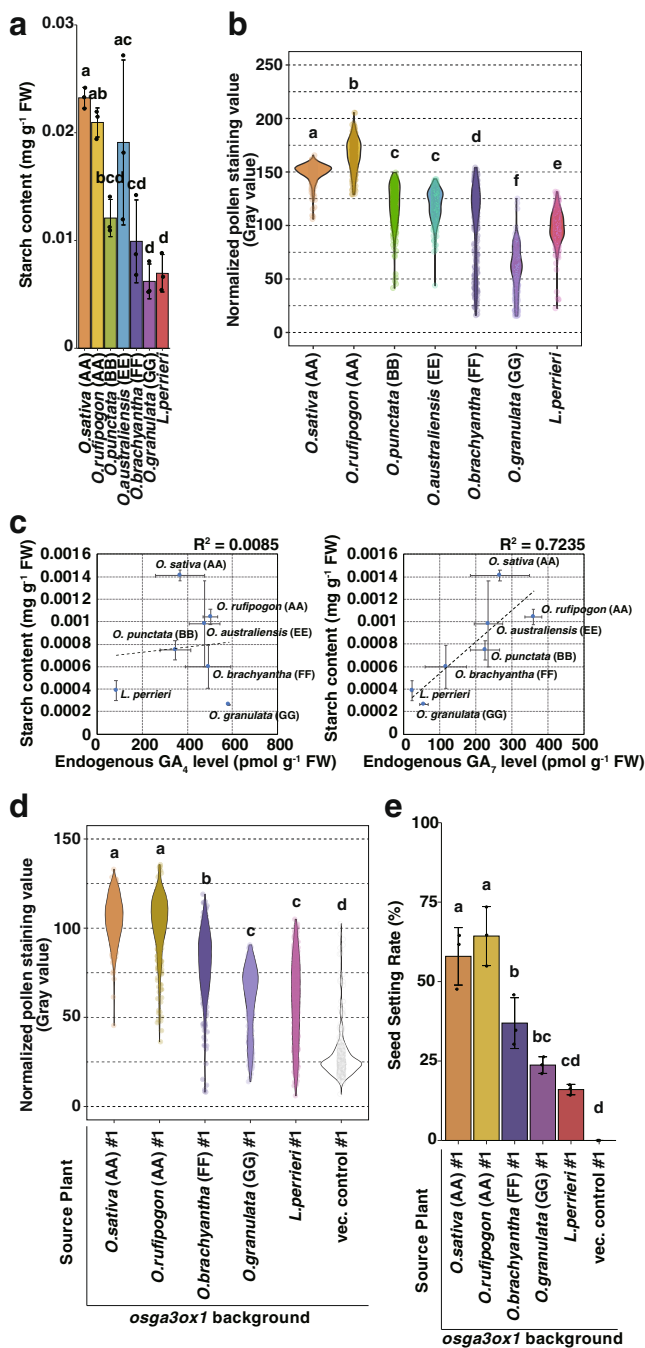 a
Starch content (mg g⁻¹ FW)
0.03
0.02
0.01
0
a
ab
bcd
ac
cd
d
d
O.sativa (AA)
O.rufipogon (AA)
O.punctata (BB)
O.australiensis (EE)
O.brachyantha (FF)
O.granulata (GG)
L.perrieri
b
Normalized pollen staining value
(Gray value)
250
200
150
100
50
0
a
b
c
c
d
f
e
O.sativa (AA)
O.rufipogon (AA)
O.punctata (BB)
O.australiensis (EE)
O.brachyantha (FF)
O.granulata (GG)
L.perrieri
c
R² = 0.0085
Starch content (mg g⁻¹ FW)
0.0016
0.0014
0.0012
0.001
0.0008
0.0006
0.0004
0.0002
0
O. sativa (AA)
O. rufipogon (AA)
O. australiensis (EE)
O. punctata (BB)
O. brachyantha (FF)
L. perrieri
O. granulata (GG)
0 200 400 600 800
Endogenous GA₄ level (pmol g⁻¹ FW)
R² = 0.7235
Starch content (mg g⁻¹ FW)
0.0016
0.0014
0.0012
0.001
0.0008
0.0006
0.0004
0.0002
0
O. sativa (AA)
O. rufipogon (AA)
O. australiensis (EE)
O. punctata (BB)
O. brachyantha (FF)
L. perrieri
O. granulata (GG)
0 100 200 300 400 500
Endogenous GA₇ level (pmol g⁻¹ FW)
d
Normalized pollen staining value
(Gray value)
150
100
50
0
a
a
b
c
c
d
Source Plant
O.sativa (AA) #1
O.rufipogon (AA) #1
O.brachyantha (FF) #1
O.granulata (GG) #1
L.perrieri #1
vec. control #1
osga3ox1 background
e
Seed Setting Rate (%)
100
75
50
25
0
a
a
b
bc
cd
d
Source Plant
O.sativa (AA) #1
O.rufipogon (AA) #1
O.brachyantha (FF) #1
O.granulata (GG) #1
L.perrieri #1
vec. control #1
osga3ox1 background